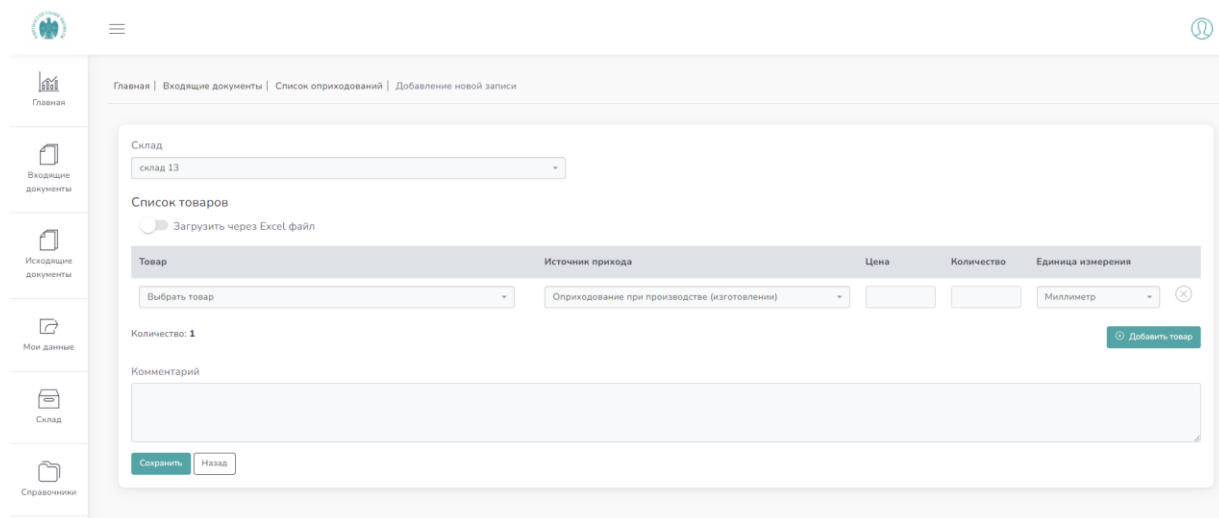 Главная | Входящие документы | Список оприходований | Добавление новой записи
Главная
Входящие
документы
Исходящие
документы
Мои данные
Склад
Справочники
Склад
склад 13
Список товаров
Загрузить через Excel файл
Товар Источник прихода Цена Количество Единица измерения
Выбрать товар Оприходование при производстве (изготовлении) Миллиметр
Количество: 1 Добавить товар
Комментарий
Сохранить Назад